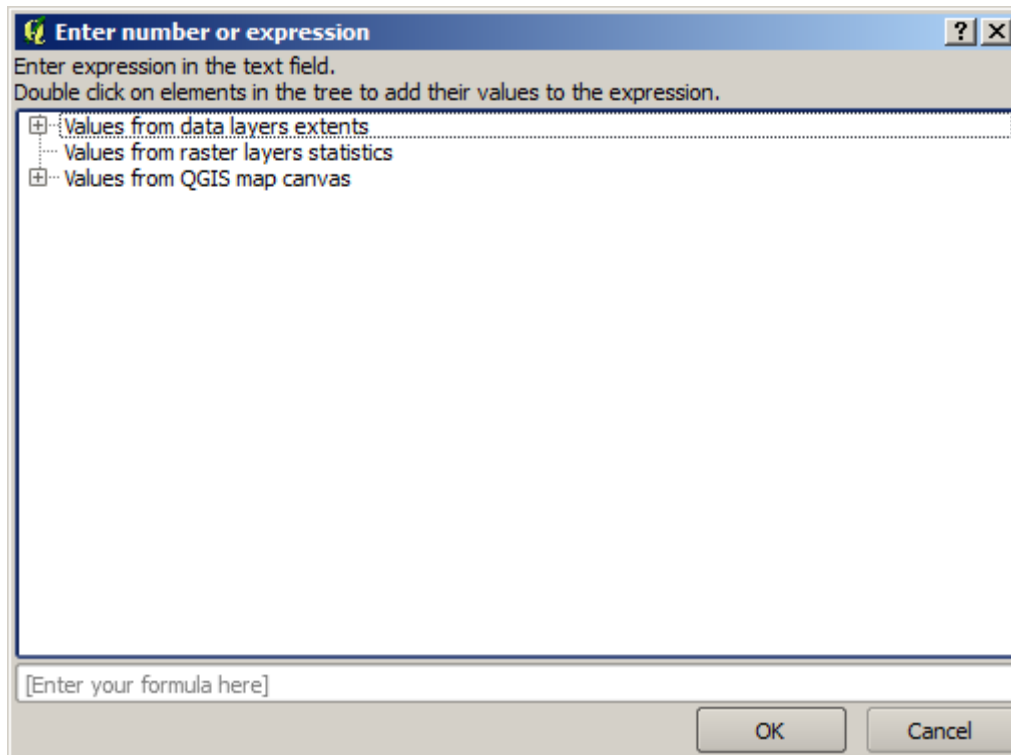 Enter number or expression
Enter expression in the text field.
Double click on elements in the tree to add their values to the expression.
Values from data layers extents
Values from raster layers statistics
Values from QGIS map canvas
[Enter your formula here]
OK Cancel